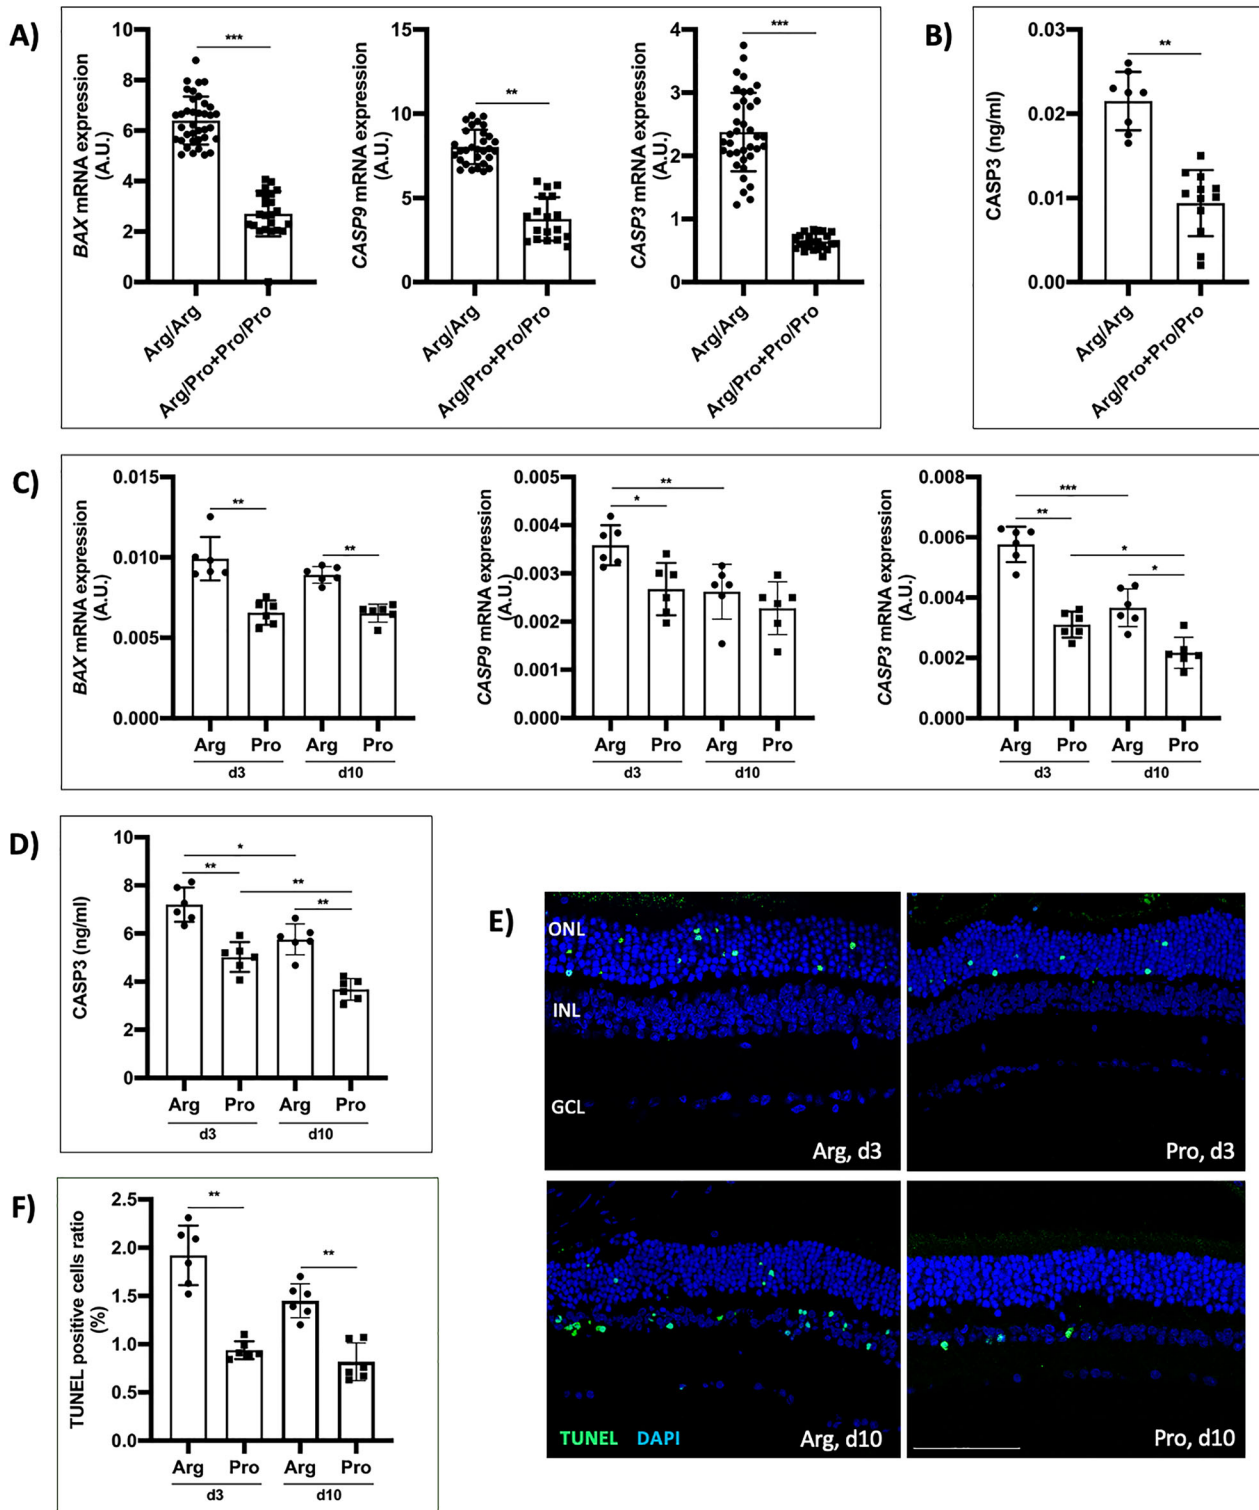 A)
BAX mRNA expression
(A.U.)
10
8
6
4
2
0
***
Arg/Arg
Arg/Pro+Pro/Pro
CASP9 mRNA expression
(A.U.)
15
10
5
0
**
Arg/Arg
Arg/Pro+Pro/Pro
CASP3 mRNA expression
(A.U.)
4
3
2
1
0
***
Arg/Arg
Arg/Pro+Pro/Pro
B)
CASP3 (ng/ml)
0.03
0.02
0.01
0.00
**
Arg/Arg
Arg/Pro+Pro/Pro
C)
BAX mRNA expression
(A.U.)
0.015
0.010
0.005
0.000
**
**
Arg Pro Arg Pro
d3 d10
CASP9 mRNA expression
(A.U.)
0.005
0.004
0.003
0.002
0.001
0.000
**
*
Arg Pro Arg Pro
d3 d10
CASP3 mRNA expression
(A.U.)
0.008
0.006
0.004
0.002
0.000
***
**
*
*
Arg Pro Arg Pro
d3 d10
D)
CASP3 (ng/ml)
10
8
6
4
2
0
*
**
**
**
Arg Pro Arg Pro
d3 d10
E)
ONL
INL
GCL
Arg, d3
Pro, d3
TUNEL DAPI
Arg, d10
Pro, d10
F)
TUNEL positive cells ratio
(%)
2.5
2.0
1.5
1.0
0.5
0.0
**
**
Arg Pro Arg Pro
d3 d10